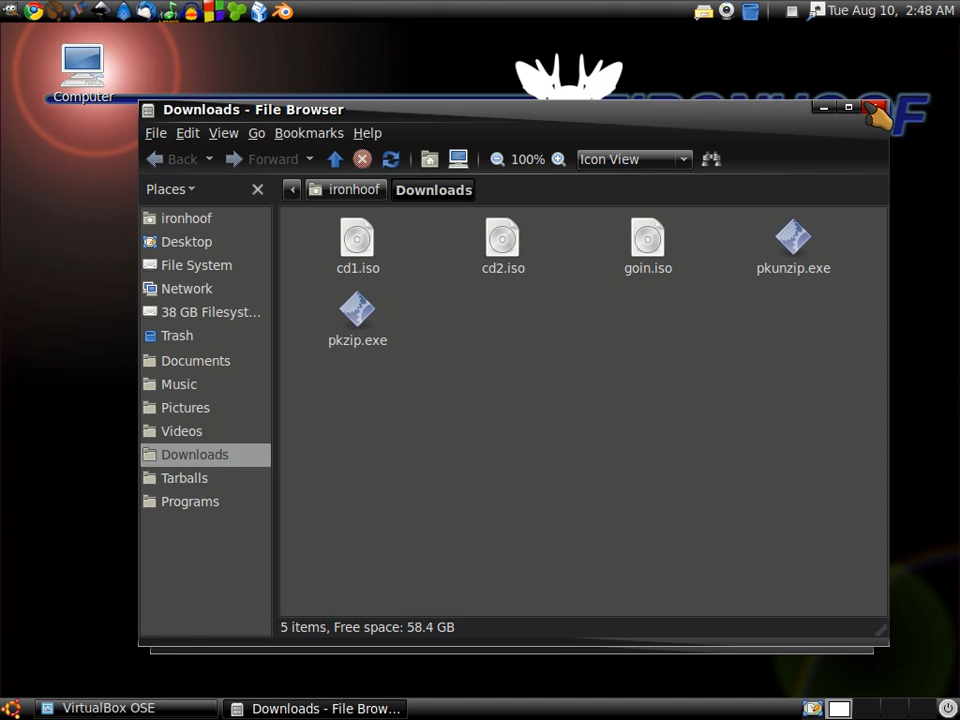 Tue Aug 10, 2:48 AM
Computer
Downloads - File Browser
File Edit View Go Bookmarks Help
Back Forward 100% Icon View
Places ironhoof Downloads
ironhoof
Desktop
File System
Network
38 GB Filesyst...
Trash
Documents
Music
Pictures
Videos
Downloads
Tarballs
Programs
cd1.iso cd2.iso goin.iso pkunzip.exe
pkzip.exe
5 items, Free space: 58.4 GB
VirtualBox OSE Downloads - File Brow...